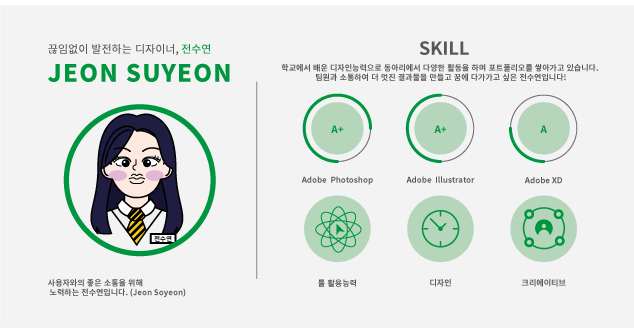 끊임없이 발전하는 디자이너, 전수연
JEON SUYEON
전수연
사용자와의 좋은 소통을 위해
노력하는 전수연입니다. (Jeon Soyeon)
SKILL
학교에서 배운 디자인능력으로 동아리에서 다양한 활동을 하며 포트폴리오를 쌓아가고 있습니다.
팀원과 소통하여 더 멋진 결과물을 만들고 꿈에 다가가고 싶은 전수연입니다!
A+
A+
A
Adobe Photoshop
Adobe Illustrator
Adobe XD
툴 활용능력
디자인
크리에이티브